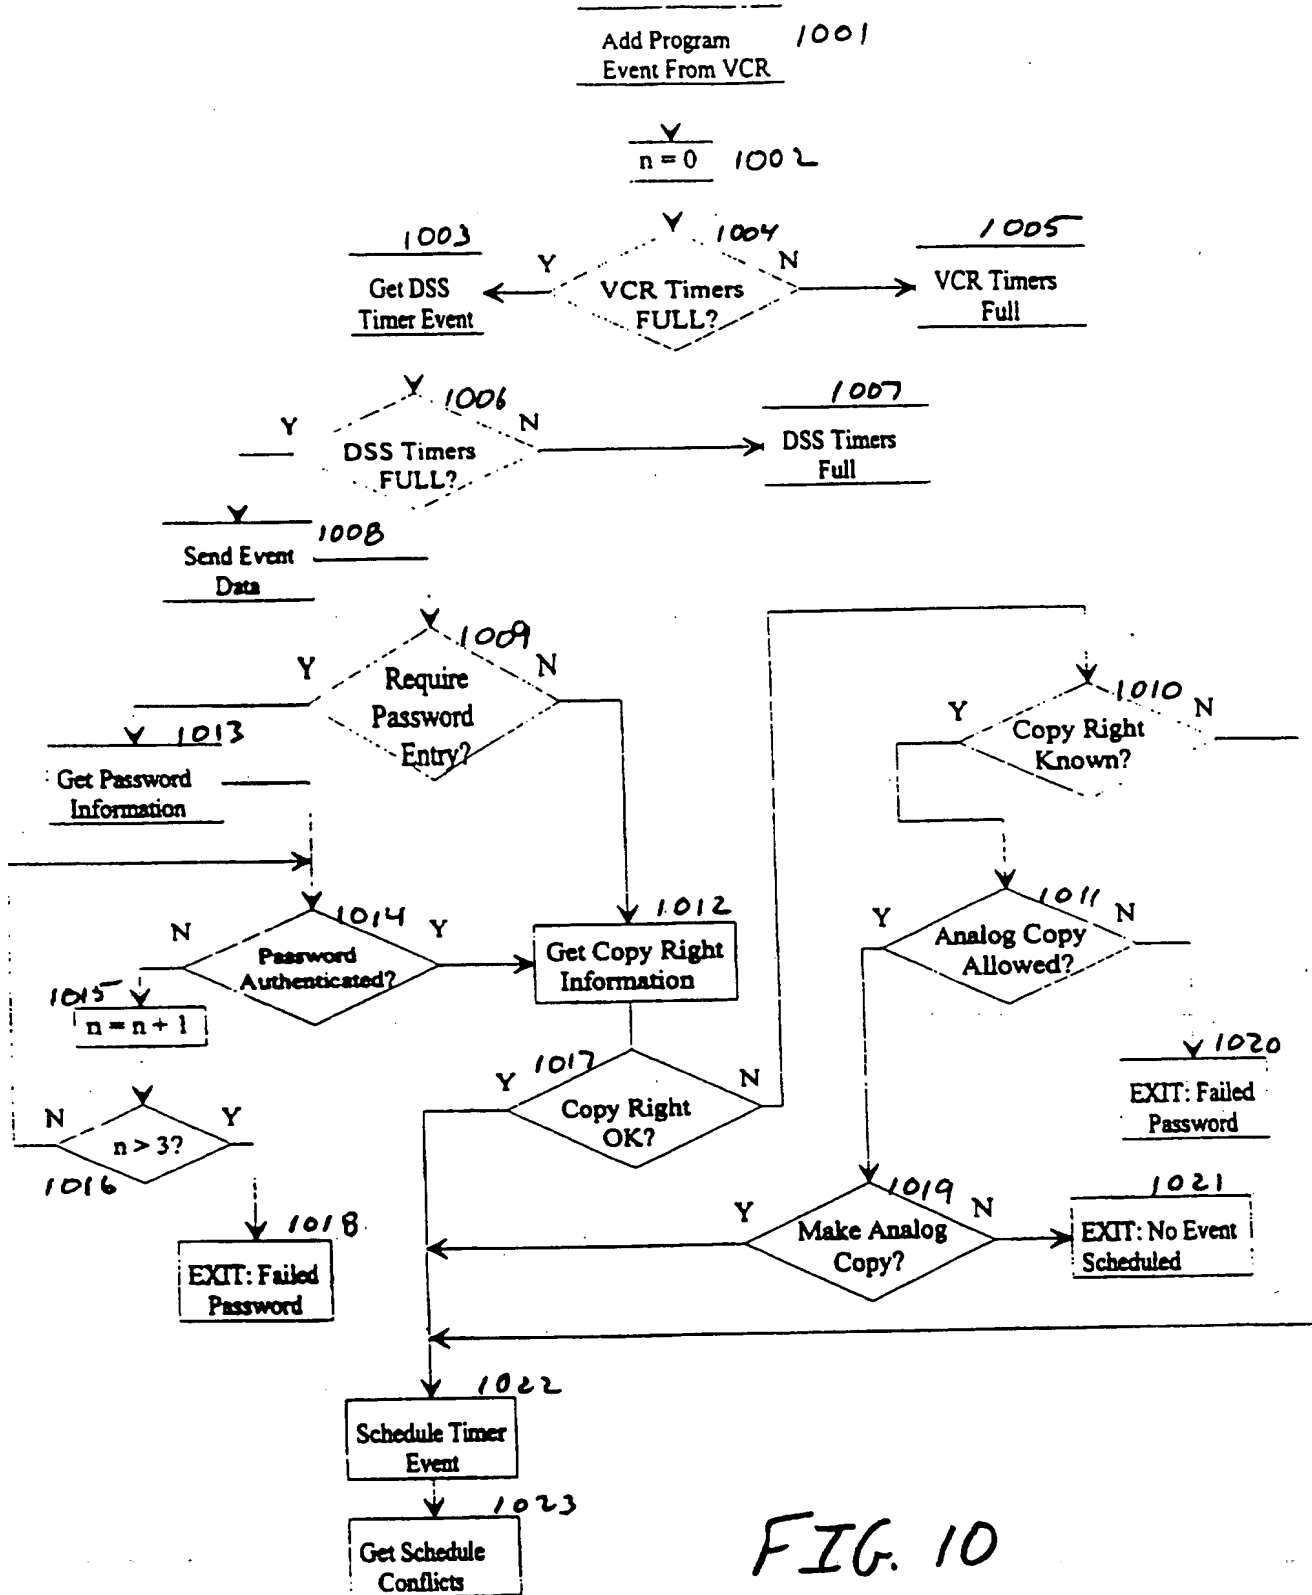 Add Program
Event From VCR
1001
n = 0
1002
1003
Get DSS
Timer Event
Y
1004
VCR Timers
FULL?
N
1005
VCR Timers
Full
Y
1006
DSS Timers
FULL?
N
1007
DSS Timers
Full
1008
Send Event
Data
Y
1009
Require
Password
Entry?
N
1013
Get Password
Information
Y
1010
Copy Right
Known?
N
N
1014
Password
Authenticated?
Y
1012
Get Copy Right
Information
Y
1011
Analog Copy
Allowed?
N
1015
n = n + 1
N
n > 3?
Y
1016
Y
1017
Copy Right
OK?
N
1020
EXIT: Failed
Password
1018
EXIT: Failed
Password
Y
1019
Make Analog
Copy?
N
1021
EXIT: No Event
Scheduled
1022
Schedule Timer
Event
1023
Get Schedule
Conflicts
FIG. 10